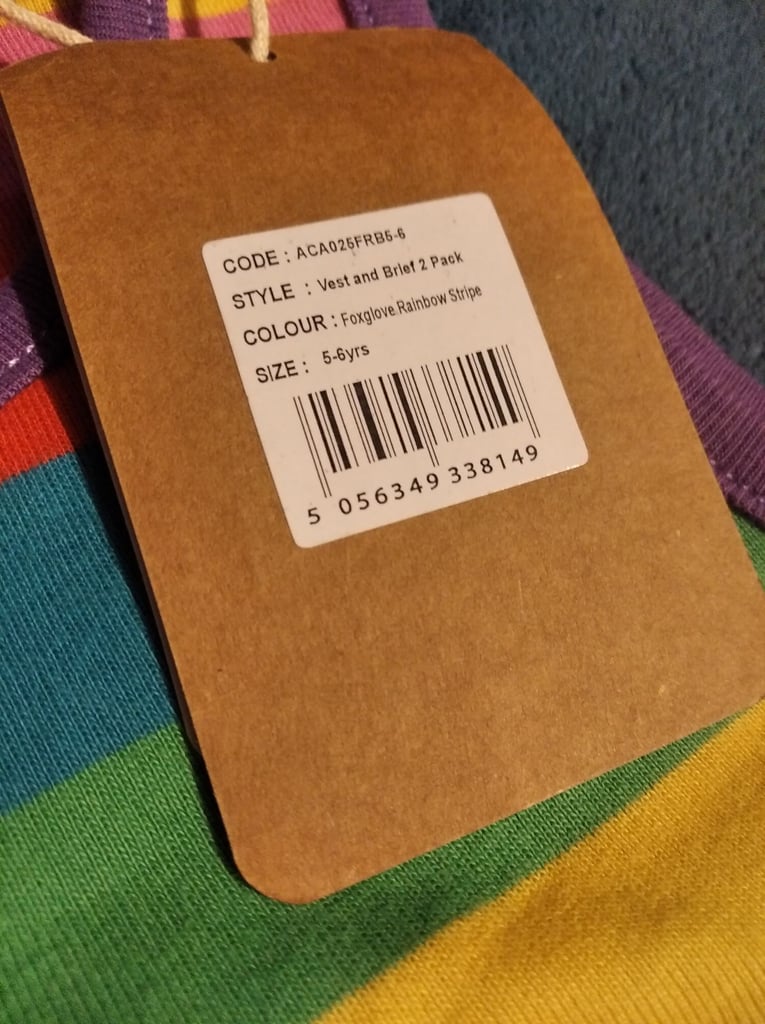 CODE : ACA025FRB5-6
STYLE : Vest and Brief 2 Pack
COLOUR : Foxglove Rainbow Stripe
SIZE : 5-6yrs
5 056349 338149